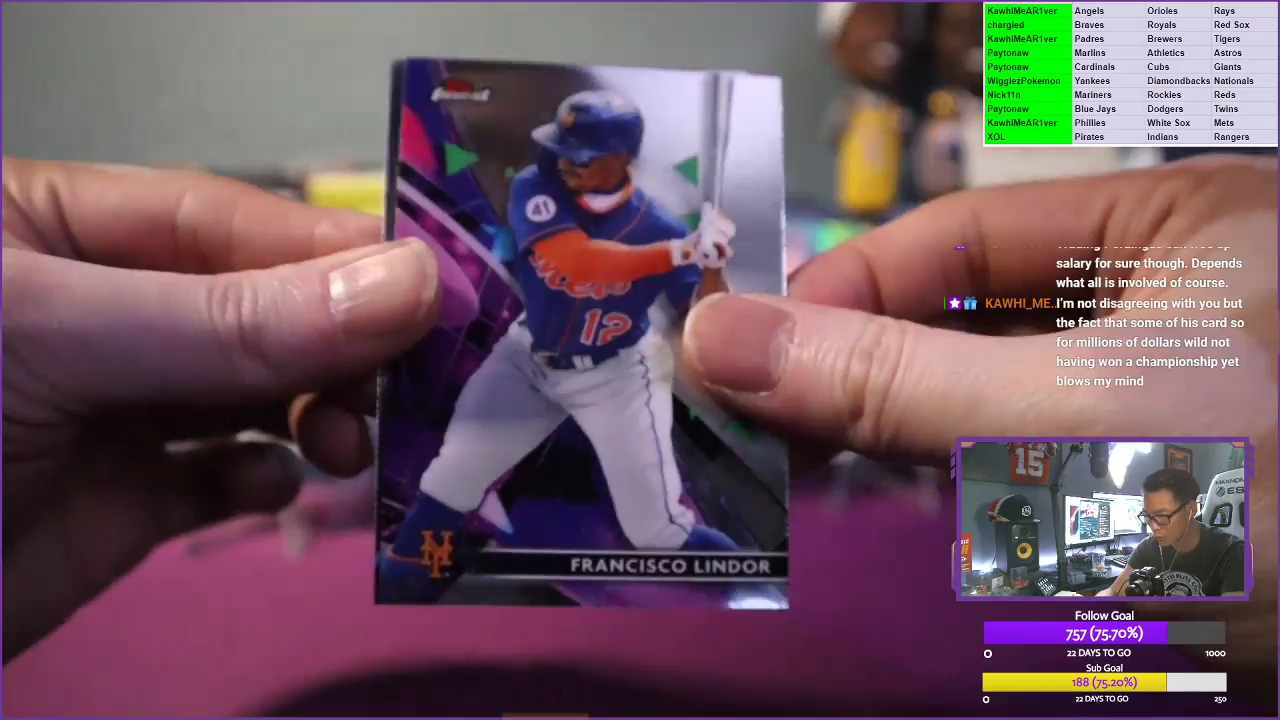 KawhiMeAR1ver Angels Orioles Rays
chargled Braves Royals Red Sox
KawhiMeAR1ver Padres Brewers Tigers
Paytonaw Marlins Athletics Astros
Paytonaw Cardinals Cubs Giants
WigglezPokemon Yankees Diamondbacks Nationals
Nick11n Mariners Rockies Reds
Paytonaw Blue Jays Dodgers Twins
KawhiMeAR1ver Phillies White Sox Mets
XOL Pirates Indians Rangers
Finest
41
Mets
12
FRANCISCO LINDOR
salary for sure though. Depends
what all is involved of course.
KAWHI_ME.. I'm not disagreeing with you but
the fact that some of his card so
for millions of dollars wild not
having won a championship yet
blows my mind
15
Follow Goal
757 (75.70%)
0 22 DAYS TO GO 1000
Sub Goal
188 (75.20%)
0 22 DAYS TO GO 250